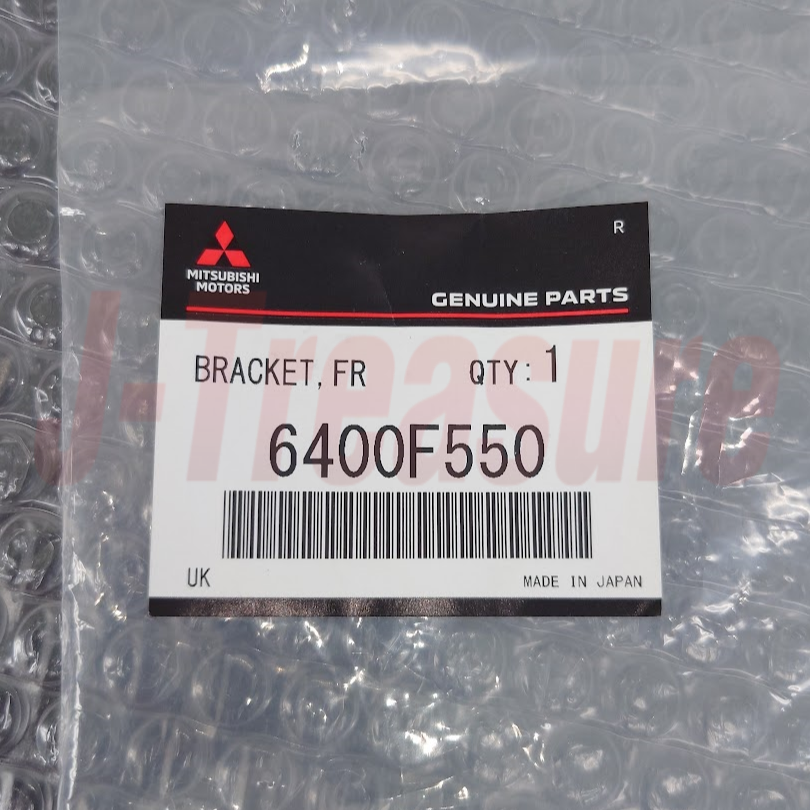 R
MITSUBISHI
MOTORS
GENUINE PARTS
BRACKET, FR QTY: 1
6400F550
UK MADE IN JAPAN
J-Treasure